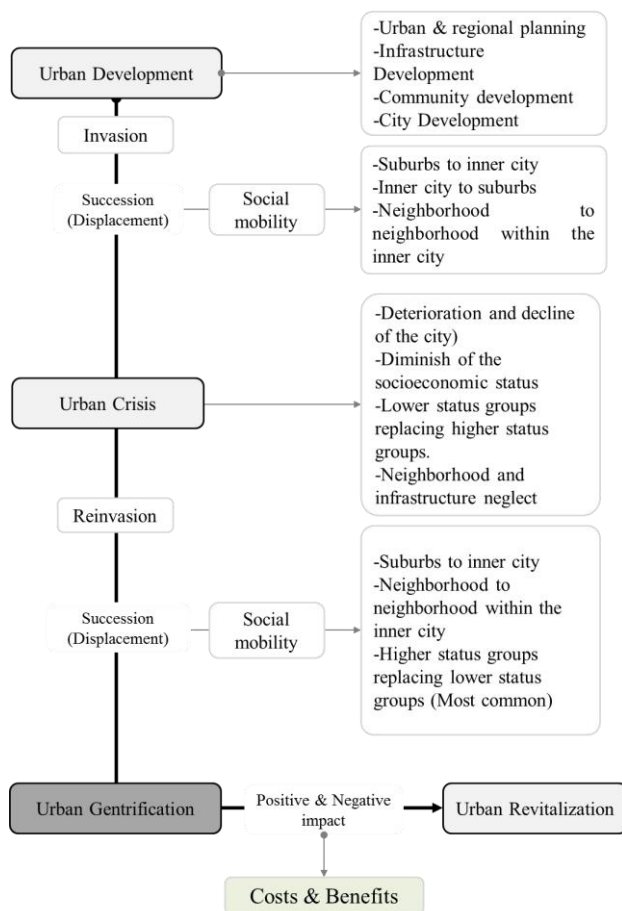 Urban Development
-Urban & regional planning
-Infrastructure
Development
-Community development
-City Development
Invasion
Succession
(Displacement)
Social
mobility
-Suburbs to inner city
-Inner city to suburbs
-Neighborhood to
neighborhood within the
inner city
Urban Crisis
-Deterioration and decline
of the city)
-Diminish of the
socioeconomic status
-Lower status groups
replacing higher status
groups.
-Neighborhood and
infrastructure neglect
Reinvasion
Succession
(Displacement)
Social
mobility
-Suburbs to inner city
-Neighborhood to
neighborhood within the
inner city
-Higher status groups
replacing lower status
groups (Most common)
Urban Gentrification
Positive & Negative
impact
Urban Revitalization
Costs & Benefits